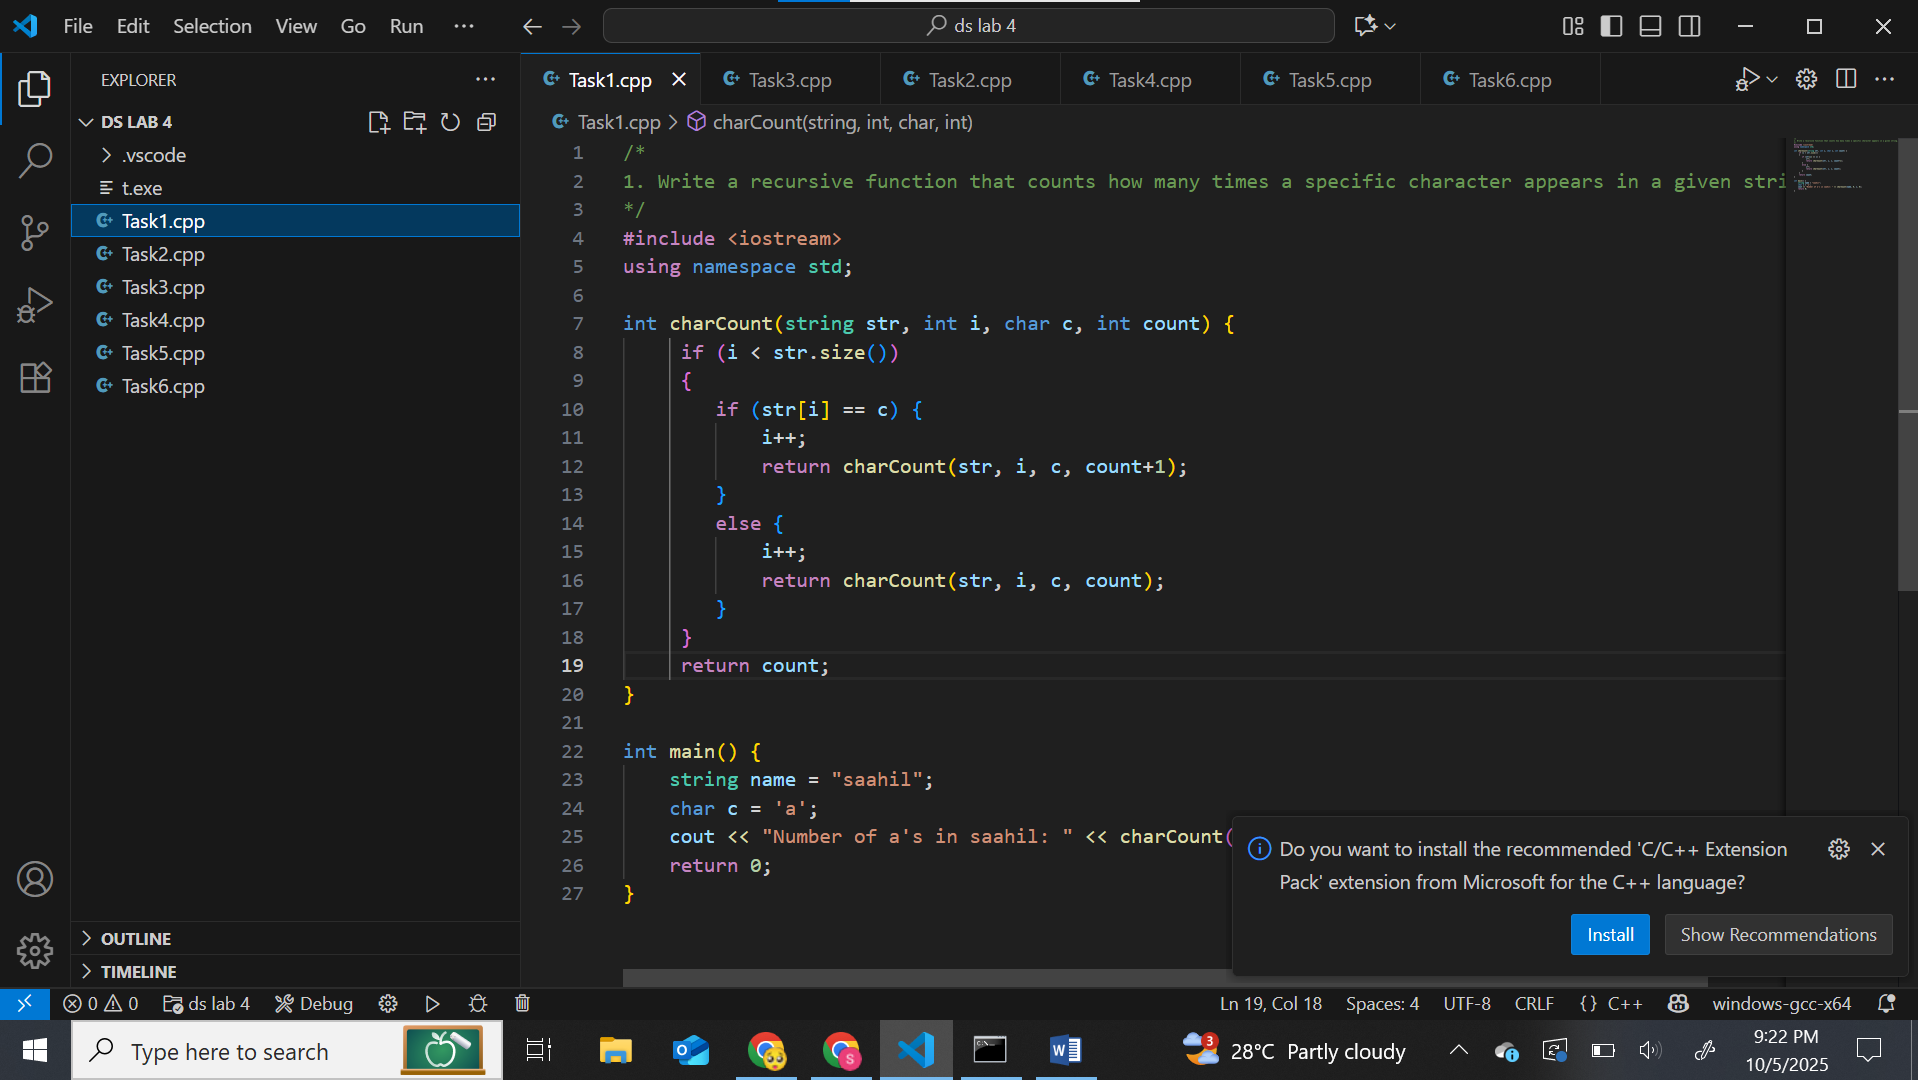 File Edit Selection View Go Run ···
ds lab 4
EXPLORER
Task1.cpp
Task3.cpp
Task2.cpp
Task4.cpp
Task5.cpp
Task6.cpp
DS LAB 4
.vscode
t.exe
Task1.cpp
Task2.cpp
Task3.cpp
Task4.cpp
Task5.cpp
Task6.cpp
OUTLINE
TIMELINE
Task1.cpp > charCount(string, int, char, int)
1 /*
2 1. Write a recursive function that counts how many times a specific character appears in a given stri
3 */
4 #include <iostream>
5 using namespace std;
6
7 int charCount(string str, int i, char c, int count) {
8 if (i < str.size())
9 {
10 if (str[i] == c) {
11 i++;
12 return charCount(str, i, c, count+1);
13 }
14 else {
15 i++;
16 return charCount(str, i, c, count);
17 }
18 }
19 return count;
20 }
21
22 int main() {
23 string name = "saahil";
24 char c = 'a';
25 cout << "Number of a's in saahil: " << charCount(
26 return 0;
27 }
Do you want to install the recommended 'C/C++ Extension
Pack' extension from Microsoft for the C++ language?
Install
Show Recommendations
0 0 ds lab 4 Debug
Ln 19, Col 18 Spaces: 4 UTF-8 CRLF {} C++ windows-gcc-x64
Type here to search
S
3
28°C Partly cloudy
9:22 PM
10/5/2025